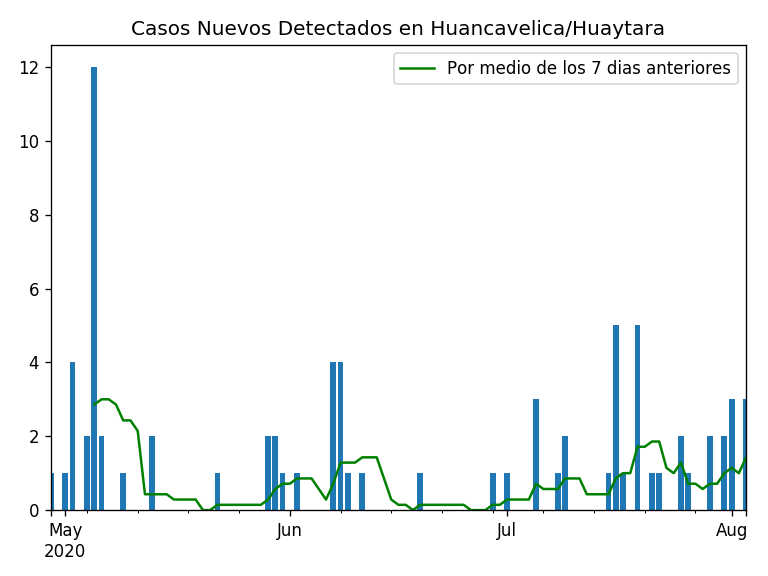 Casos Nuevos Detectados en Huancavelica/Huaytara
Por medio de los 7 dias anteriores
12
10
8
6
4
2
0
May Jun Jul Aug
2020